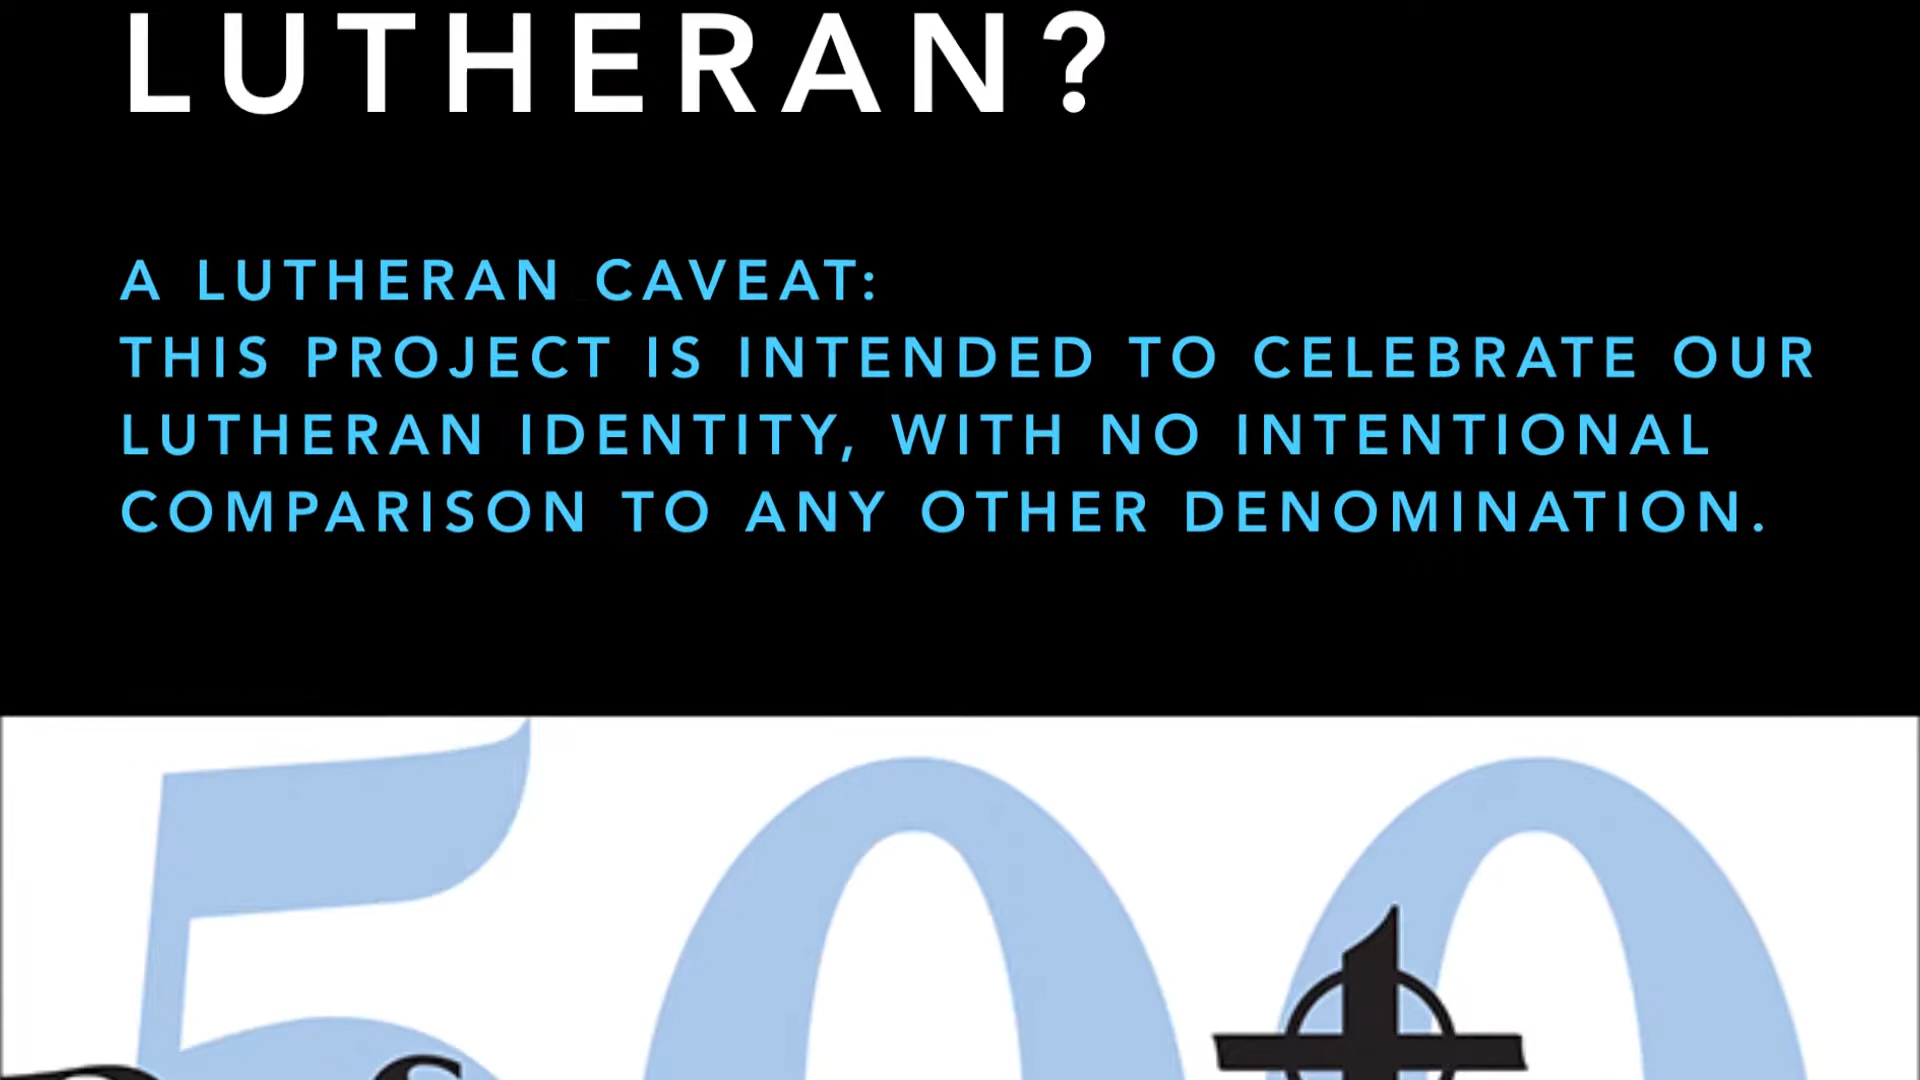 LUTHERAN?
A LUTHERAN CAVEAT:
THIS PROJECT IS INTENDED TO CELEBRATE OUR
LUTHERAN IDENTITY, WITH NO INTENTIONAL
COMPARISON TO ANY OTHER DENOMINATION.
500